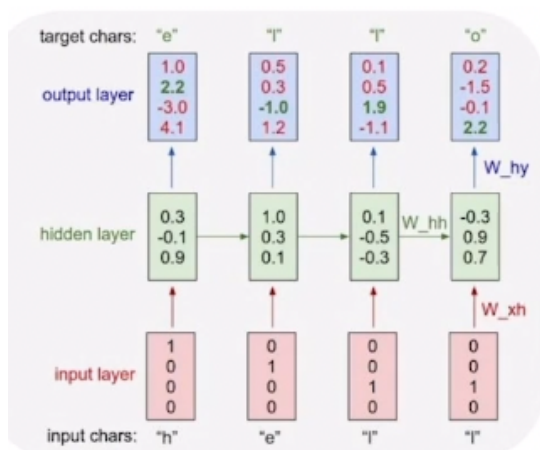 target chars: "e" "l" "l" "o"
1.0 0.5 0.1 0.2
2.2 0.3 0.5 -1.5
output layer
-3.0 -1.0 1.9 -0.1
4.1 1.2 -1.1 2.2
W_hy
0.3 1.0 0.1 -0.3
W_hh
hidden layer -0.1 0.3 -0.5 0.9
0.9 0.1 -0.3 0.7
W_xh
1 0 0 0
0 1 0 0
input layer
0 0 1 1
0 0 0 0
input chars: "h" "e" "l" "l"